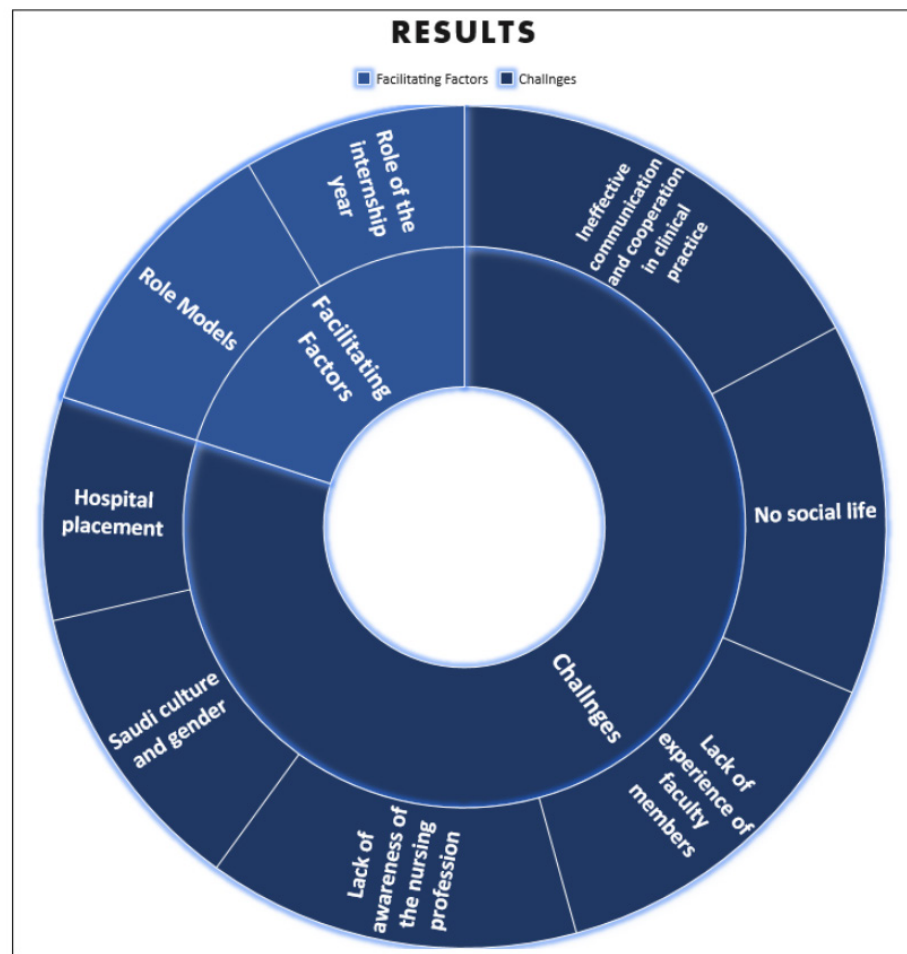 RESULTS
Facilitating Factors
Challnges
Role of the
internship
year
Role Models
Facilitating
Factors
Ineffective
communication
and cooperation
in clinical
practice
No social life
Hospital
placement
Saudi culture
and gender
Challnges
Lack of
experience of
faculty
members
Lack of
awareness of
the nursing
profession